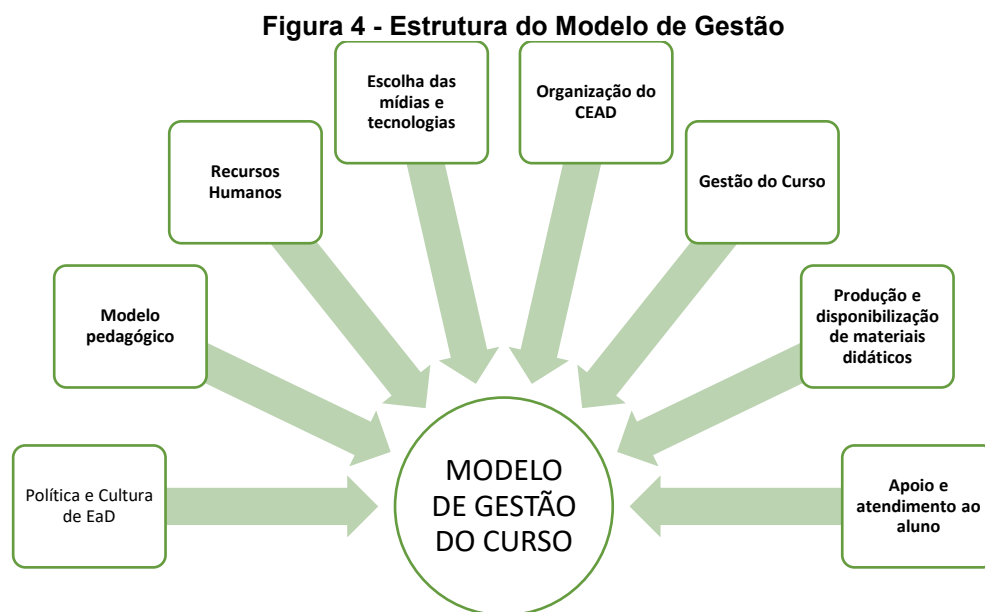 Figura 4 - Estrutura do Modelo de Gestão
Política e Cultura
de EaD
Modelo
pedagógico
Recursos
Humanos
Escolha das
mídias e
tecnologias
Organização do
CEAD
Gestão do Curso
Produção e
disponibilização
de materiais
didáticos
Apoio e
atendimento ao
aluno
MODELO
DE GESTÃO
DO CURSO